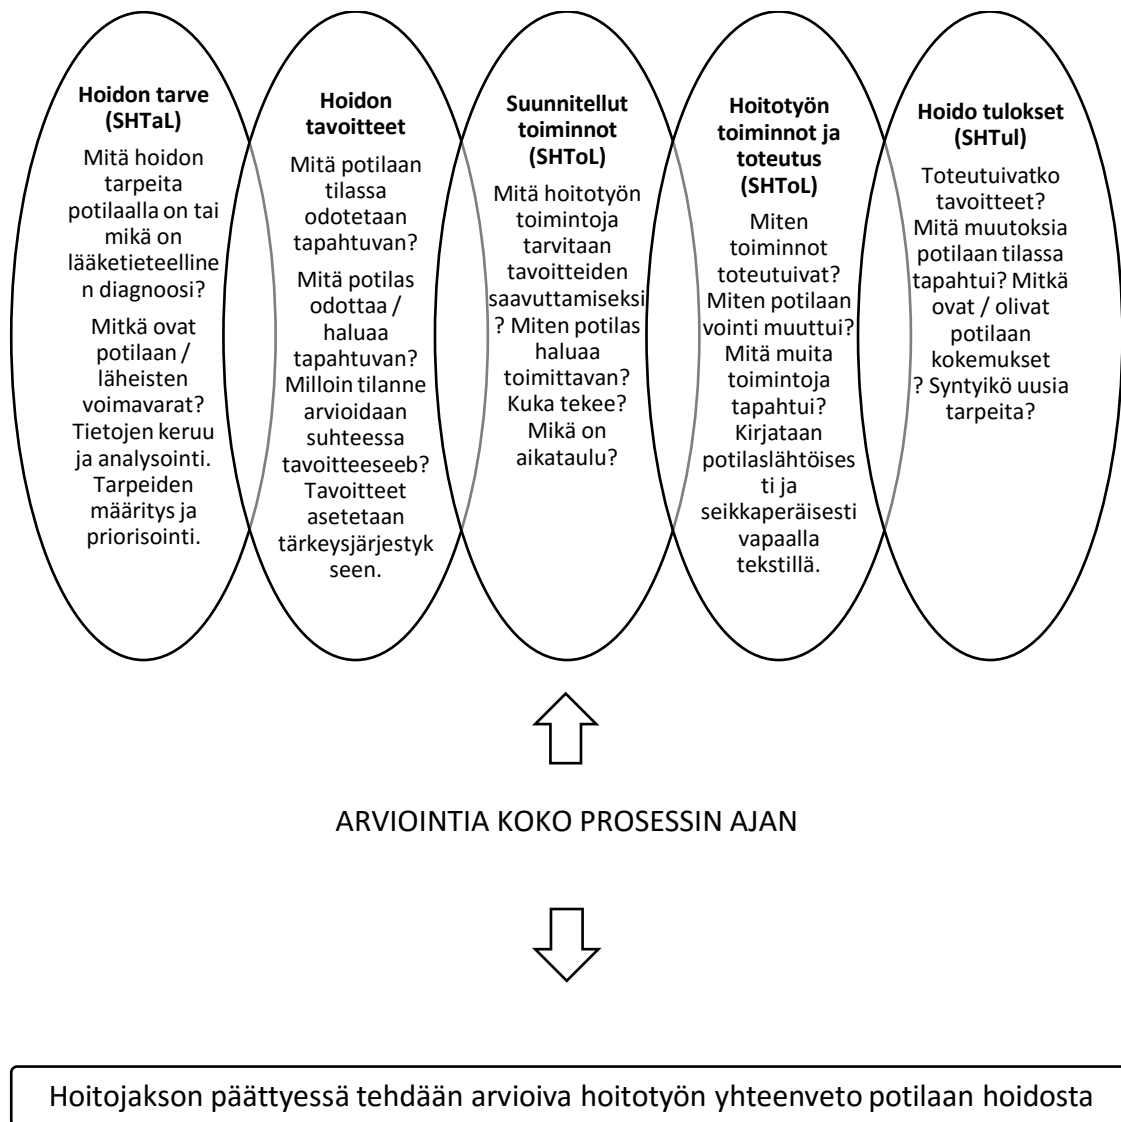 Hoidon tarve
(SHTaL)
Mitä hoidon
tarpeita
potilaalla on tai
mikä on
lääketieteelline
n diagnoosi?
Mitkä ovat
potilaan /
läheisten
voimavarat?
Tietojen keruu
ja analysointi.
Tarpeiden
määritys ja
priorisointi.
Hoidon
tavoitteet
Mitä potilaan
tilassa
odotetaan
tapahtuvan?
Mitä potilas
odottaa /
haluaa
tapahtuvan?
Milloin tilanne
arvioidaan
suhteessa
tavoitteeseeb?
Tavoitteet
asetetaan
tärkeysjärjestyk
seen.
Suunnitellut
toiminnot
(SHToL)
Mitä hoitotyön
toimintoja
tarvitaan
tavoitteiden
saavuttamiseksi
? Miten potilas
haluaa
toimittavan?
Kuka tekee?
Mikä on
aikataulu?
Hoitotyön
toiminnot ja
toteutus
(SHToL)
Miten
toiminnot
toteutuivat?
Miten potilaan
vointi muuttui?
Mitä muita
toimintoja
tapahtui?
Kirjataan
potilaslähtöises
ti ja
seikkaperäisesti
vapaalla
tekstillä.
Hoido tulokset
(SHTul)
Toteutuivatko
tavoitteet?
Mitä muutoksia
potilaan tilassa
tapahtui? Mitkä
ovat / olivat
potilaan
kokemukset
? Syntyikö uusia
tarpeita?
ARVIOINTIA KOKO PROSESSIN AJAN
Hoitojakson päättyessä tehdään arvioiva hoitotyön yhteenveto potilaan hoidosta